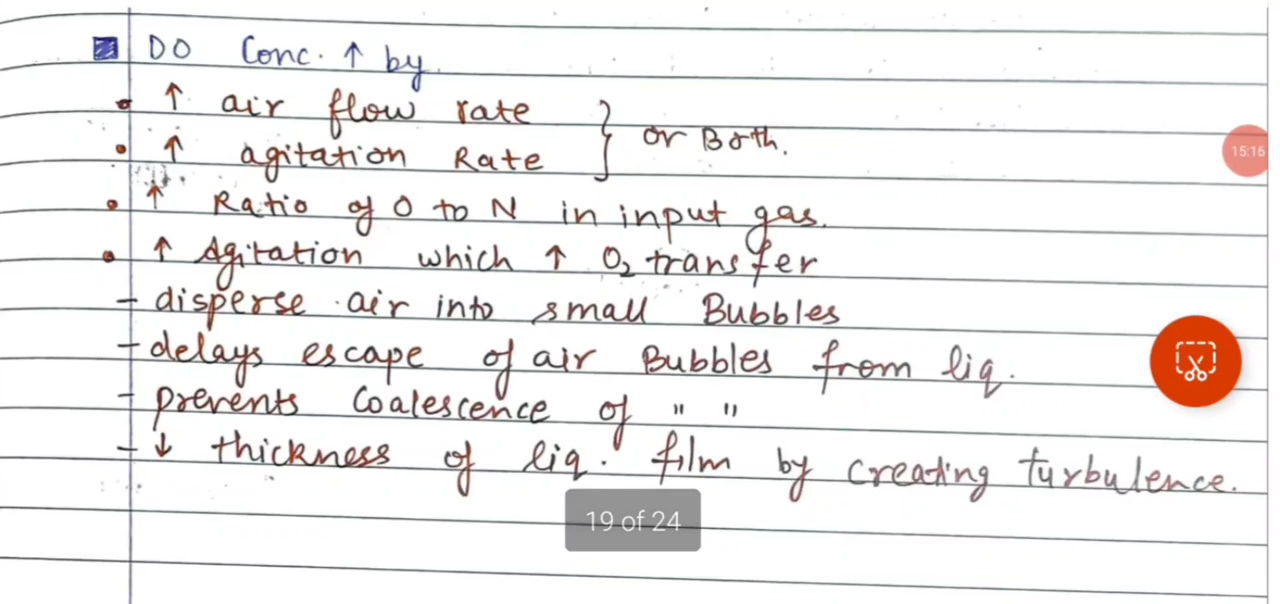 DO Conc. ↑ by.
• ↑ air flow rate
• ↑ agitation Rate } or Both.
15:16
• ↑ Ratio of O to N in input gas.
• ↑ Agitation which ↑ O₂ transfer
- disperse air into small Bubbles
- delays escape of air Bubbles from liq.
- prevents Coalescence of " "
- ↓ thickness of liq. film by creating turbulence.
19 of 24